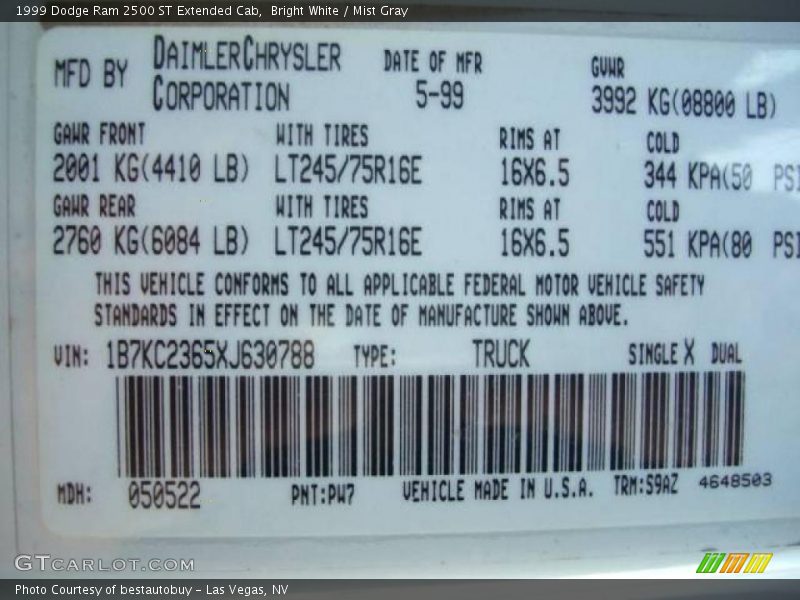 1999 Dodge Ram 2500 ST Extended Cab, Bright White / Mist Gray
MFD BY DAIMLERCHRYSLER CORPORATION DATE OF MFR 5-99 GVWR 3992 KG(08800 LB)
GAWR FRONT WITH TIRES RIMS AT COLD
2001 KG(4410 LB) LT245/75R16E 16X6.5 344 KPA(50 PSI
GAWR REAR WITH TIRES RIMS AT COLD
2760 KG(6084 LB) LT245/75R16E 16X6.5 551 KPA(80 PSI
THIS VEHICLE CONFORMS TO ALL APPLICABLE FEDERAL MOTOR VEHICLE SAFETY
STANDARDS IN EFFECT ON THE DATE OF MANUFACTURE SHOWN ABOVE.
VIN: 1B7KC2365XJ630788 TYPE: TRUCK SINGLE X DUAL
MDH: 050522 PNT:PW7 VEHICLE MADE IN U.S.A. TRM:S9AZ 4648503
GTCARLOT.COM
Photo Courtesy of bestautobuy – Las Vegas, NV